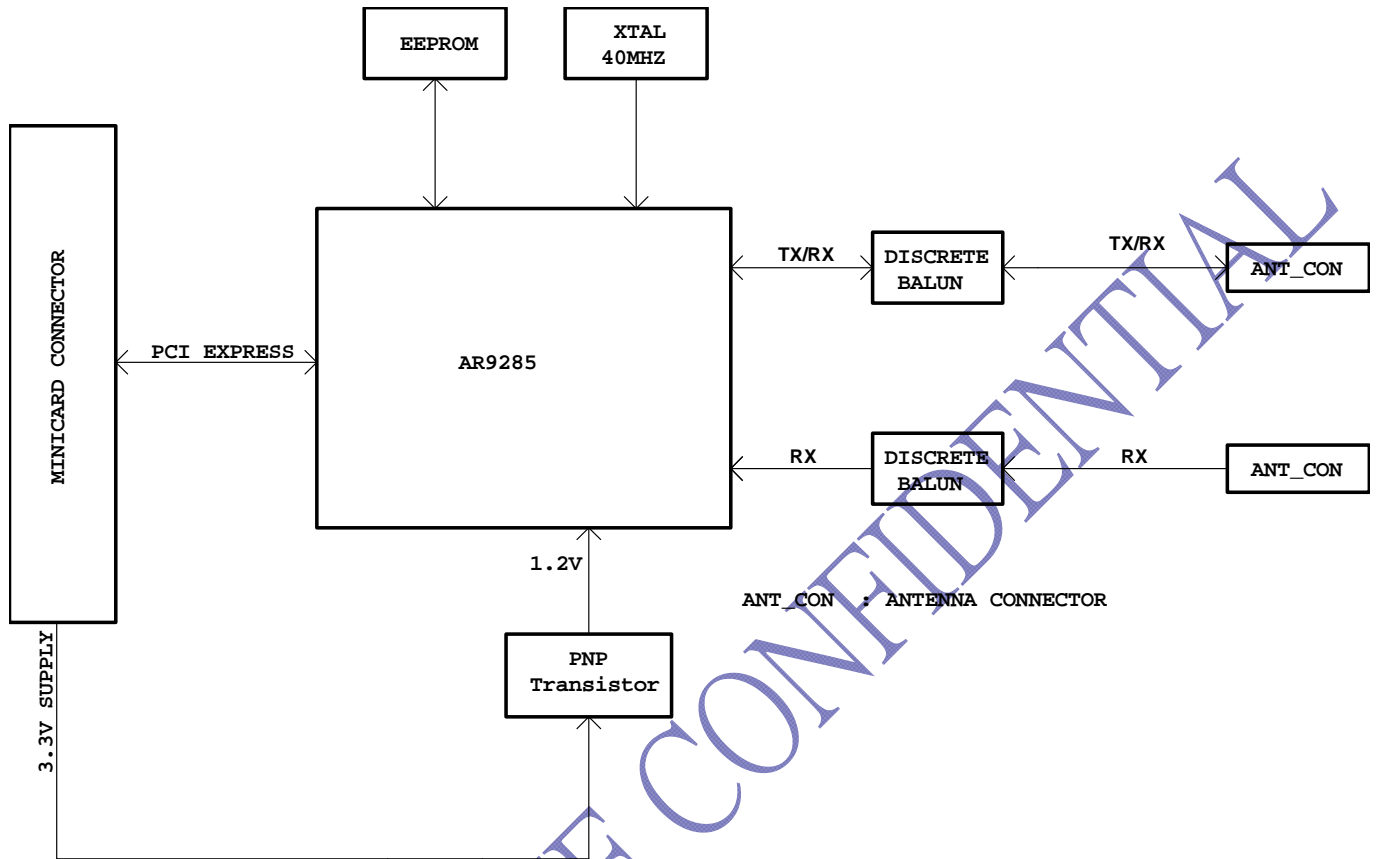 EEPROM
XTAL
40MHZ
MINICARD CONNECTOR
PCI EXPRESS
AR9285
TX/RX
DISCRETE
BALUN
TX/RX
ANT_CON
RX
DISCRETE
BALUN
RX
ANT_CON
1.2V
ANT_CON : ANTENNA CONNECTOR
PNP
Transistor
3.3V SUPPLY
CONFIDENTIAL